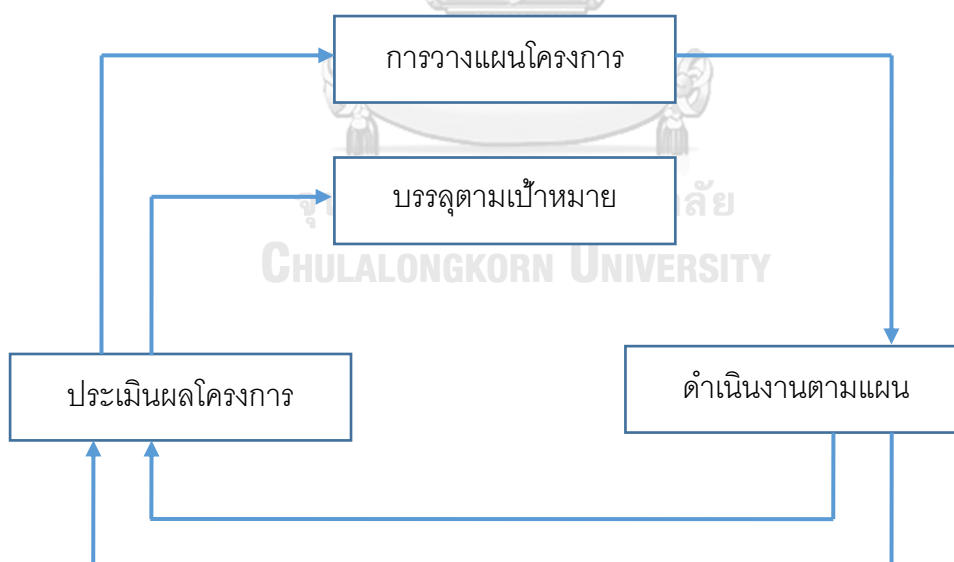 การวางแผนโครงการ
บรรลุตามเป้าหมาย
ลัย
CHULALONGKORN UNIVERSITY
ประเมินผลโครงการ
ดำเนินงานตามแผน